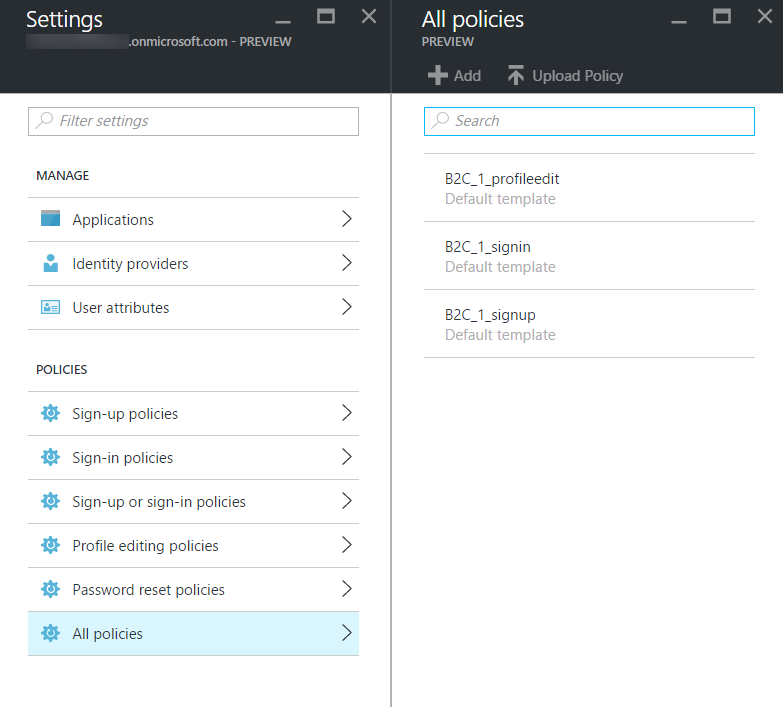 Settings
.onmicrosoft.com - PREVIEW
Filter settings
MANAGE
Applications
Identity providers
User attributes
POLICIES
Sign-up policies
Sign-in policies
Sign-up or sign-in policies
Profile editing policies
Password reset policies
All policies
All policies
PREVIEW
Add Upload Policy
Search
B2C_1_profileedit
Default template
B2C_1_signin
Default template
B2C_1_signup
Default template